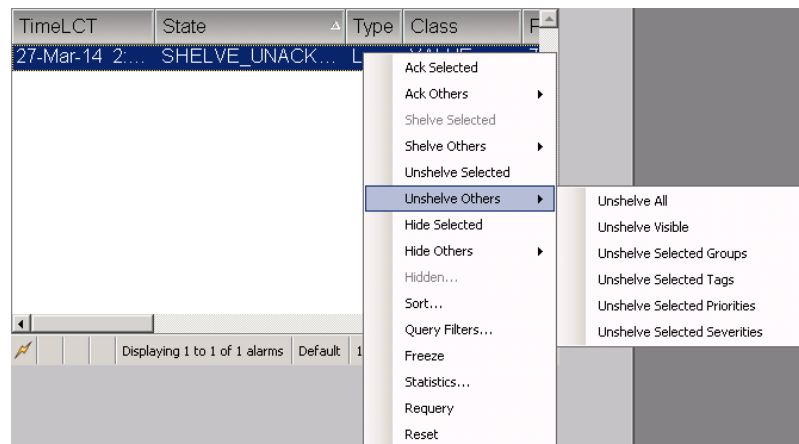 TimeLCT State Type Class
27-Mar-14 2:... SHELVE_UNACK...
Ack Selected
Ack Others
Shelve Selected
Shelve Others
Unshelve Selected
Unshelve Others
Unshelve All
Hide Selected
Unshelve Visible
Hide Others
Unshelve Selected Groups
Hidden...
Unshelve Selected Tags
Sort...
Unshelve Selected Priorities
Query Filters...
Unshelve Selected Severities
Displaying 1 to 1 of 1 alarms Default 1
Freeze
Statistics...
Requery
Reset